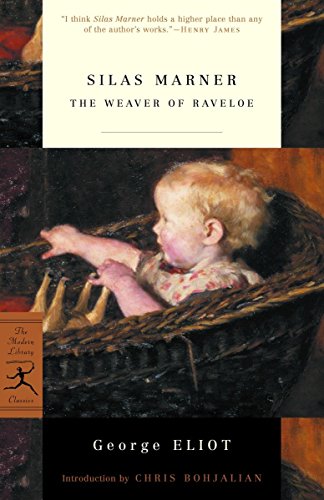 “I think Silas Marner holds a higher place than any
of the author’s works.”—HENRY JAMES
SILAS MARNER
THE WEAVER OF RAVELOE
The
Modern Library
Classics
George ELIOT
Introduction by CHRIS BOHJALIAN